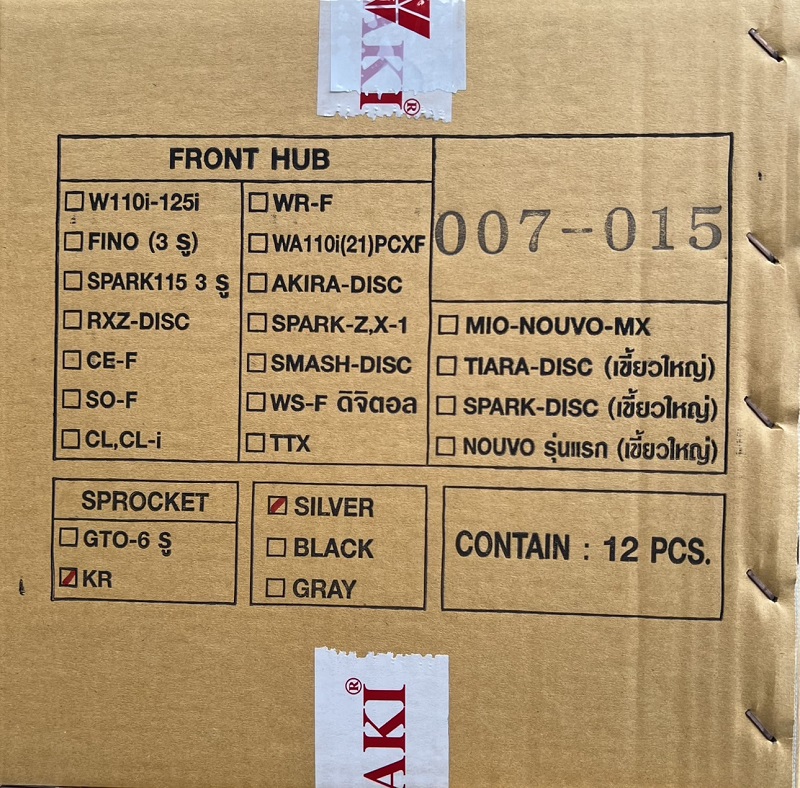 AKI®
FRONT HUB
007-015
☐ W110i-125i
☐ FINO (3 รู)
☐ SPARK115 3 รู
☐ RXZ-DISC
☐ CE-F
☐ SO-F
☐ CL,CL-i
☐ WR-F
☐ WA110i(21)PCXF
☐ AKIRA-DISC
☐ SPARK-Z,X-1
☐ SMASH-DISC
☐ WS-F ดิจิตอล
☐ TTX
☐ MIO-NOUVO-MX
☐ TIARA-DISC (เขี้ยวใหญ่)
☐ SPARK-DISC (เขี้ยวใหญ่)
☐ NOUVO รุ่นแรก (เขี้ยวใหญ่)
SPROCKET
☐ GTO-6 รู
☑ KR
☑ SILVER
☐ BLACK
☐ GRAY
CONTAIN : 12 PCS.
AKI®